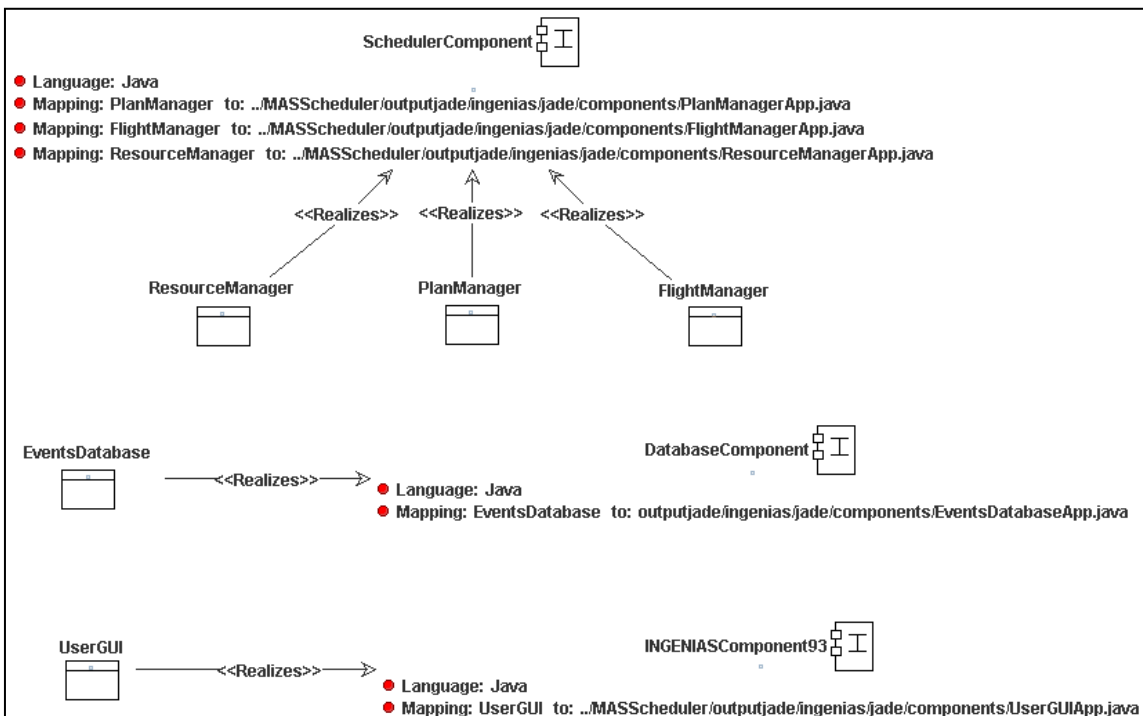 SchedulerComponent
Language: Java
Mapping: PlanManager to: ../MASScheduler/outputjade/ingenias/jade/components/PlanManagerApp.java
Mapping: FlightManager to: ../MASScheduler/outputjade/ingenias/jade/components/FlightManagerApp.java
Mapping: ResourceManager to: ../MASScheduler/outputjade/ingenias/jade/components/ResourceManagerApp.java
<<Realizes>> <<Realizes>> <<Realizes>>
ResourceManager PlanManager FlightManager
EventsDatabase
<<Realizes>>
DatabaseComponent
Language: Java
Mapping: EventsDatabase to: outputjade/ingenias/jade/components/EventsDatabaseApp.java
UserGUI
<<Realizes>>
INGENIASComponent93
Language: Java
Mapping: UserGUI to: ../MASScheduler/outputjade/ingenias/jade/components/UserGUIApp.java